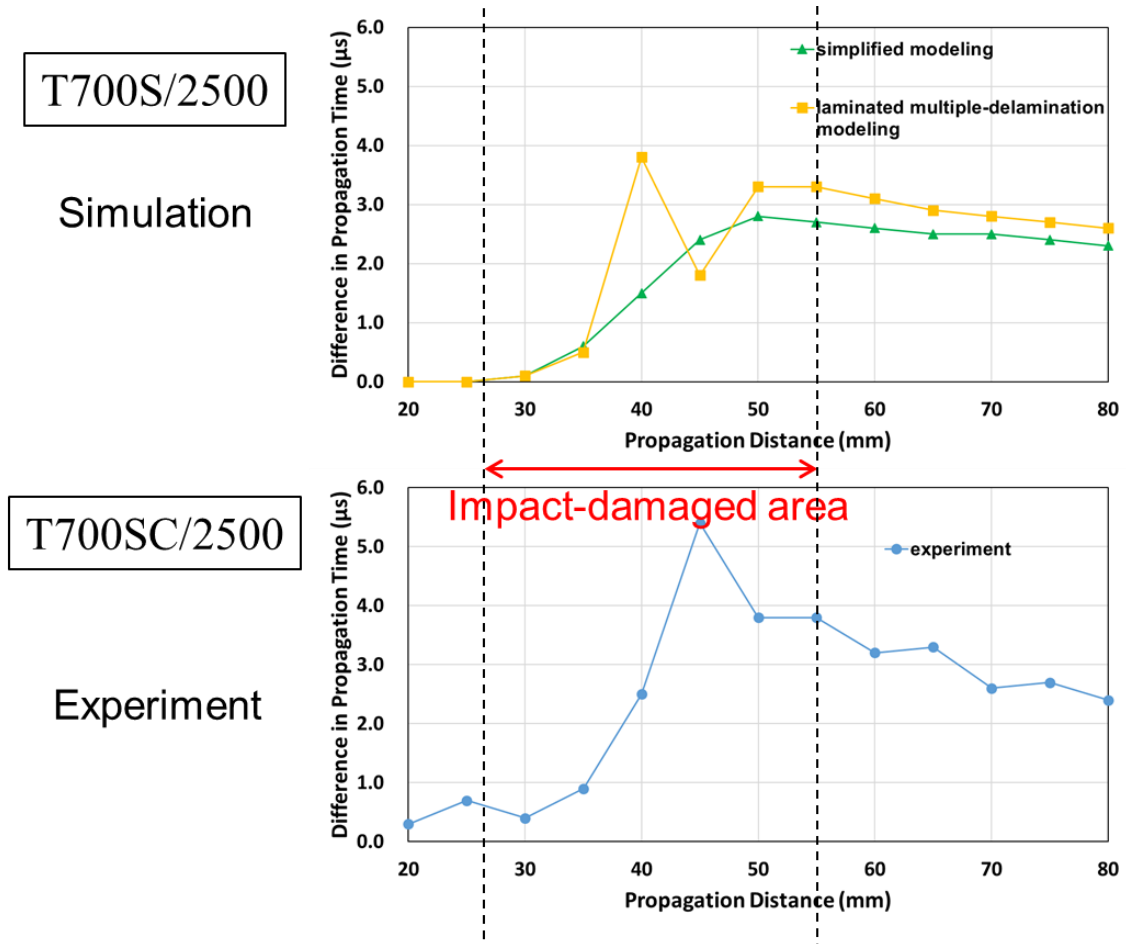 T700S/2500
Simulation
Difference in Propagation Time (μs)
6.0
5.0
4.0
3.0
2.0
1.0
0.0
simplified modeling
laminated multiple-delamination
modeling
20 30 40 50 60 70 80
Propagation Distance (mm)
Impact-damaged area
T700SC/2500
Experiment
Difference in Propagation Time (μs)
6.0
5.0
4.0
3.0
2.0
1.0
0.0
experiment
20 30 40 50 60 70 80
Propagation Distance (mm)